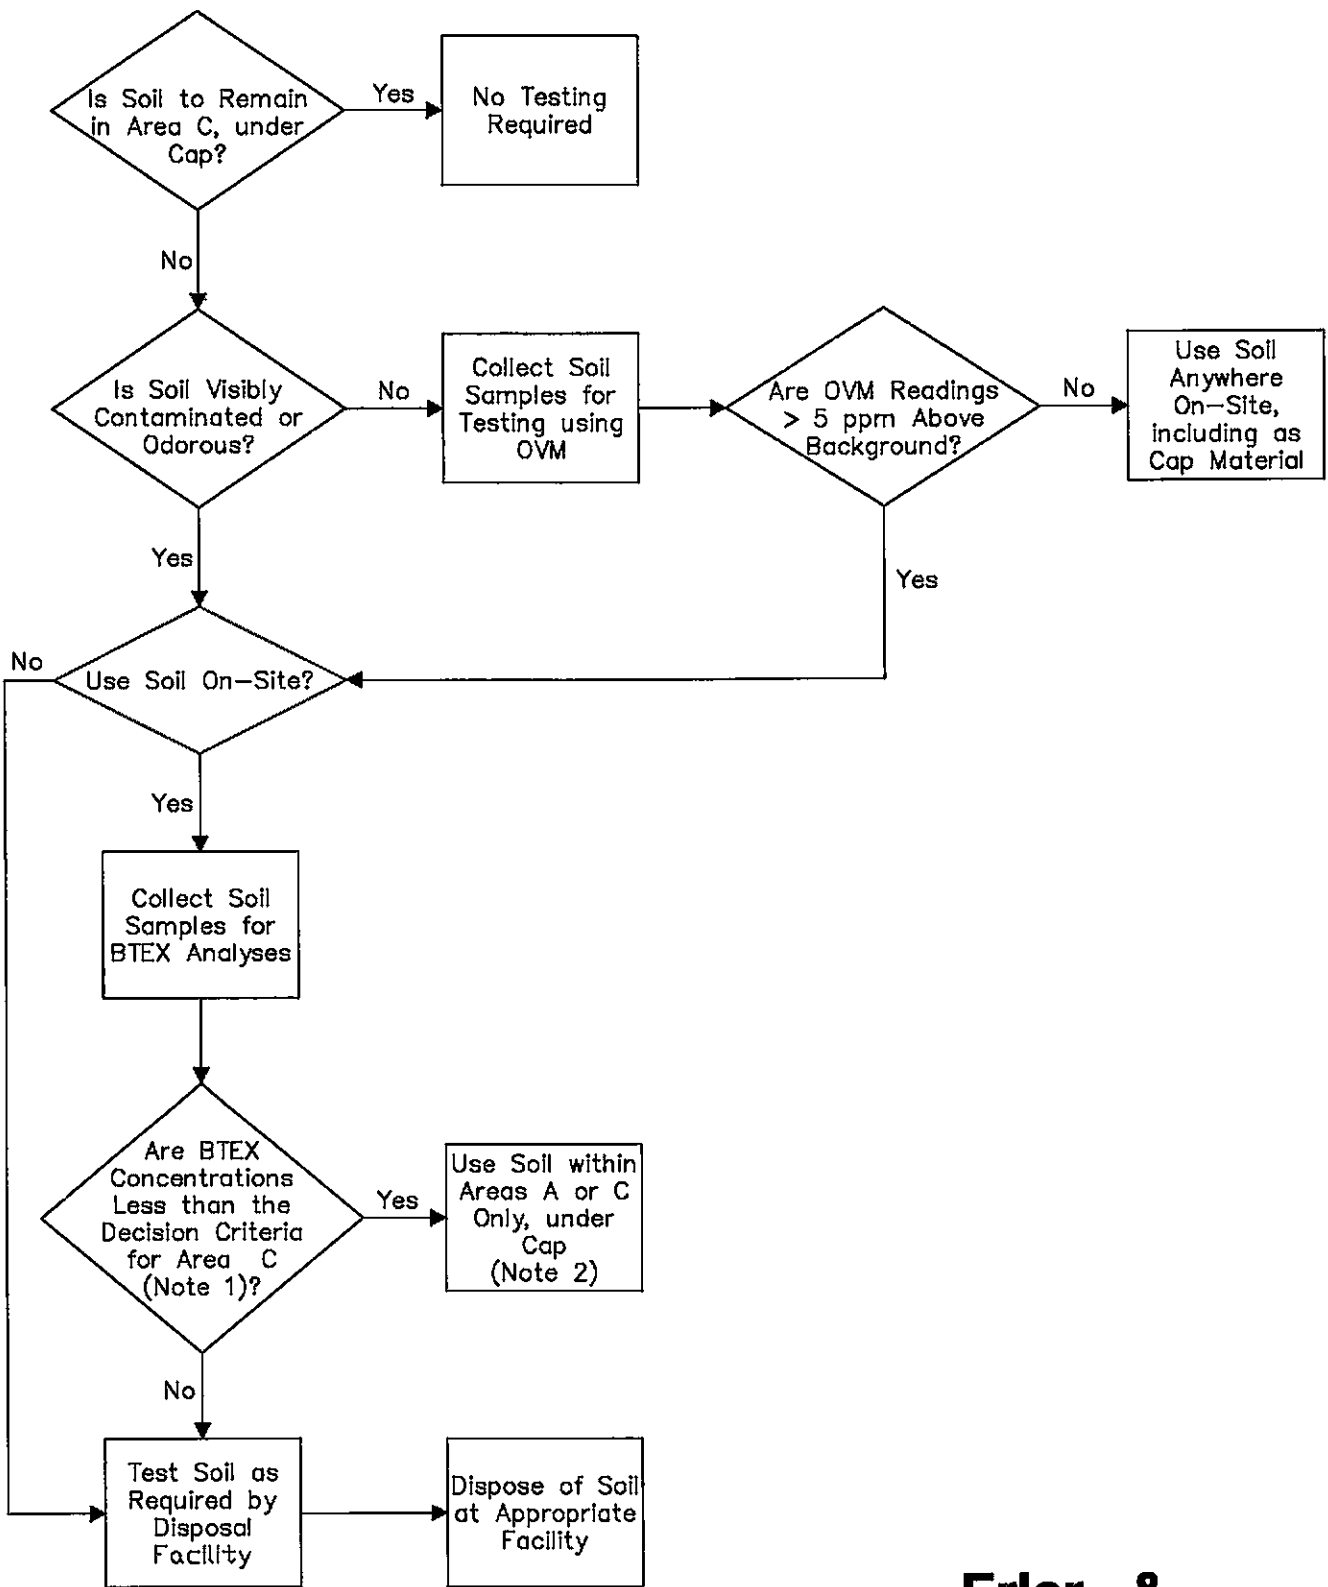 Is Soil to Remain
in Area C, under
Cap?
Yes
No Testing
Required
No
Is Soil Visibly
Contaminated or
Odorous?
No
Collect Soil
Samples for
Testing using
OVM
Are OVM Readings
> 5 ppm Above
Background?
No
Use Soil
Anywhere
On-Site,
including as
Cap Material
Yes
Yes
No
Use Soil On-Site?
Yes
Collect Soil
Samples for
BTEX Analyses
Are BTEX
Concentrations
Less than the
Decision Criteria
for Area C
(Note 1)?
Yes
Use Soil within
Areas A or C
Only, under
Cap
(Note 2)
No
Test Soil as
Required by
Disposal
Facility
Dispose of Soil
at Appropriate
Facility
Erler &